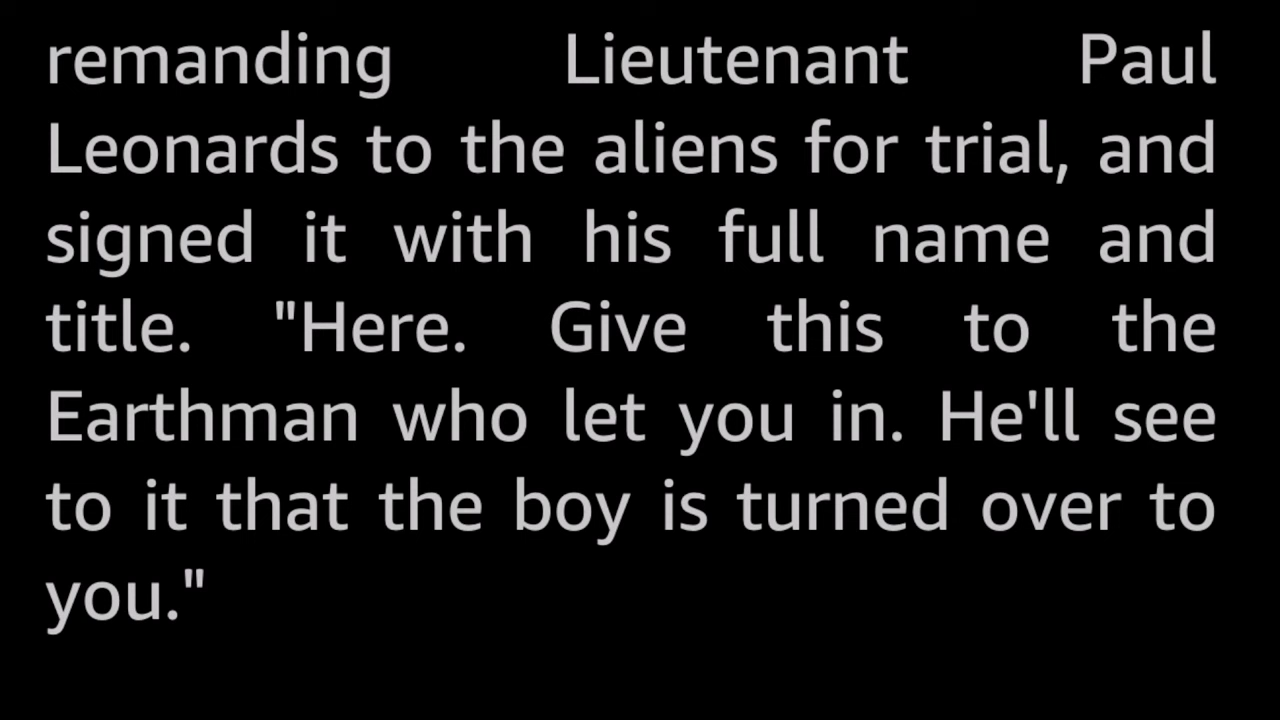 remanding Lieutenant Paul
Leonards to the aliens for trial, and
signed it with his full name and
title. "Here. Give this to the
Earthman who let you in. He'll see
to it that the boy is turned over to
you."